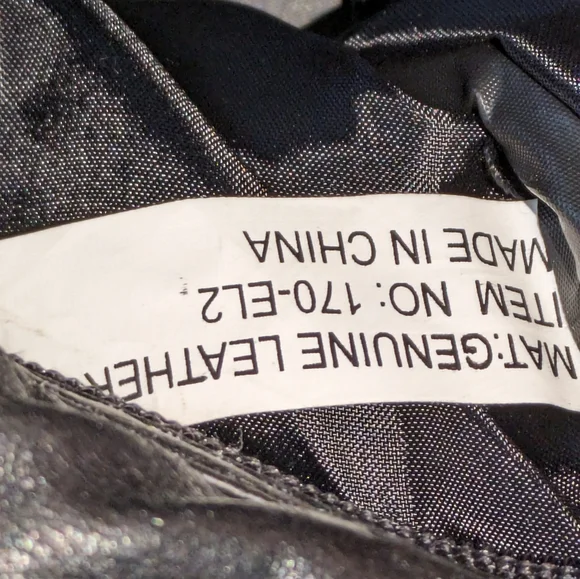 MAT:GENUINE LEATHER
ITEM NO: 170-EL2
MADE IN CHINA